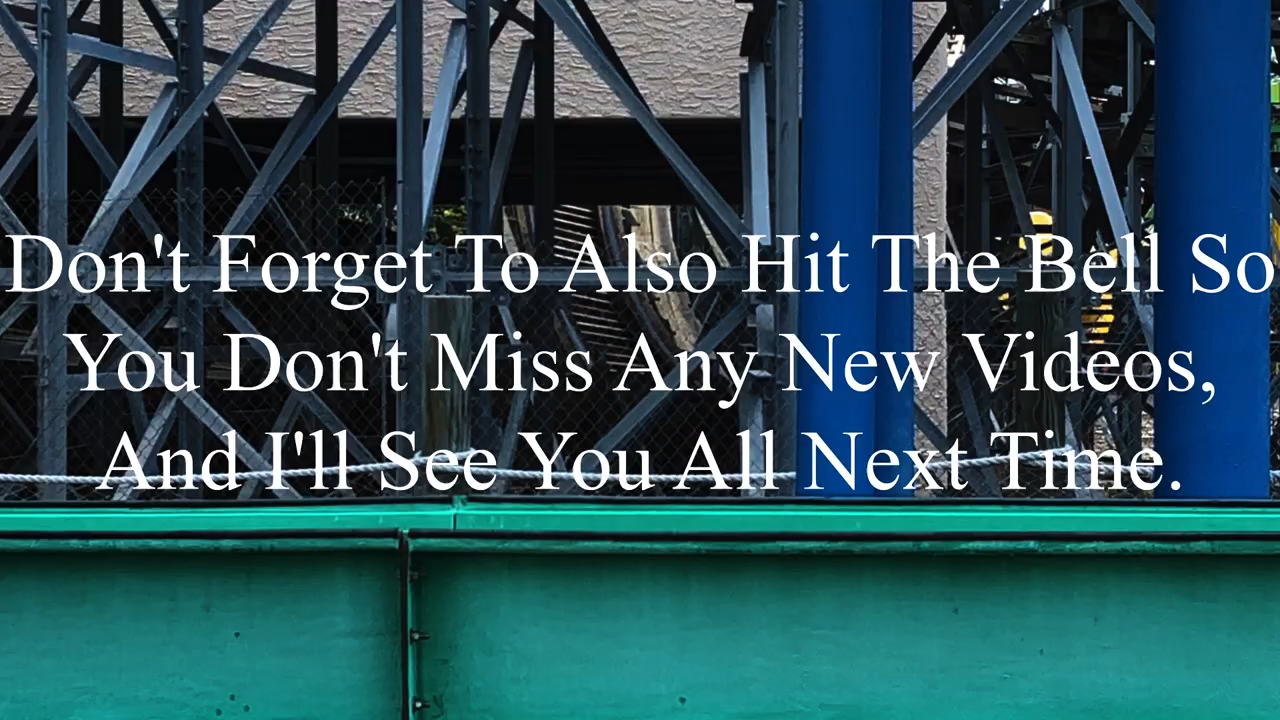 Don't Forget To Also Hit The Bell So
You Don't Miss Any New Videos,
And I'll See You All Next Time.